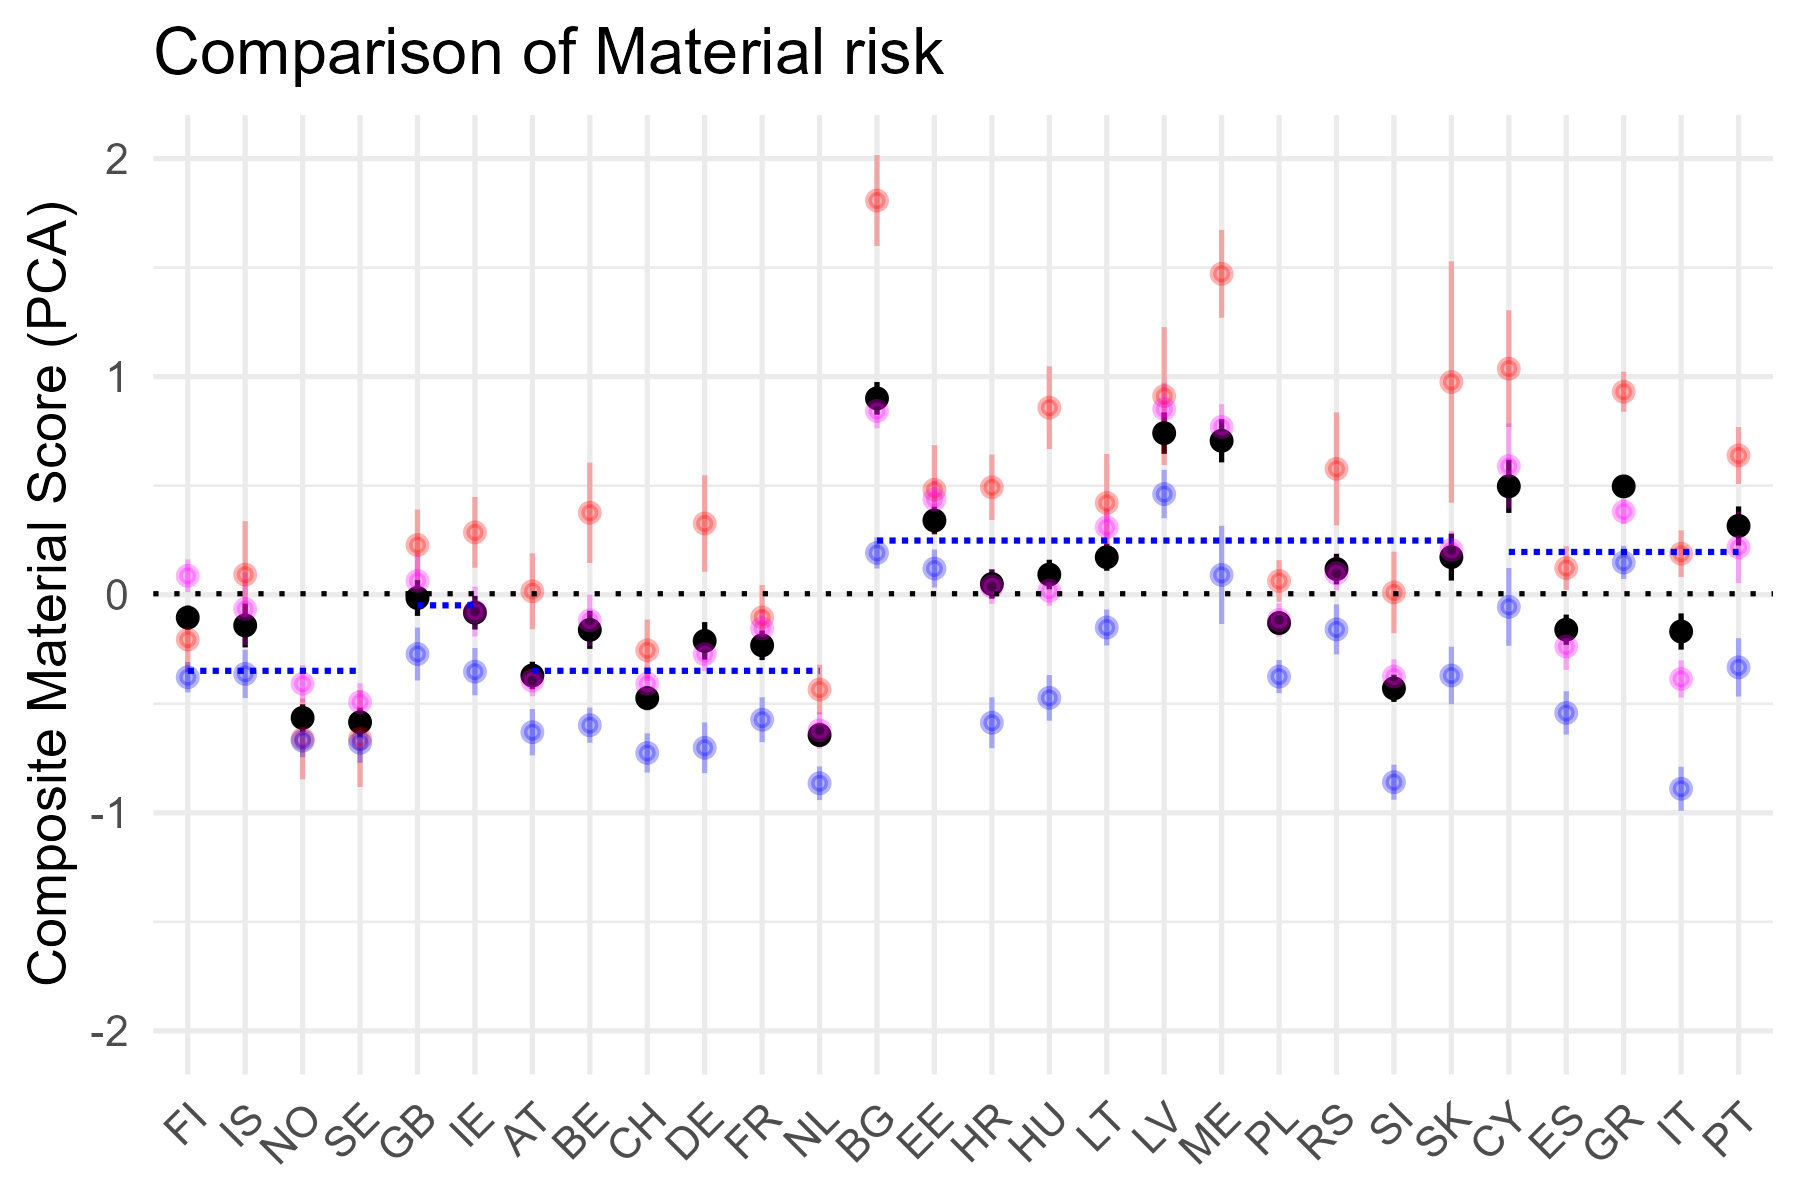 Comparison of Material risk
Composite Material Score (PCA)
2
1
0
-1
-2
FI IS NO SE GB IE AT BE CH DE FR NL BG EE HR HU LT LV ME PL RS SI SK CY ES GR IT PT